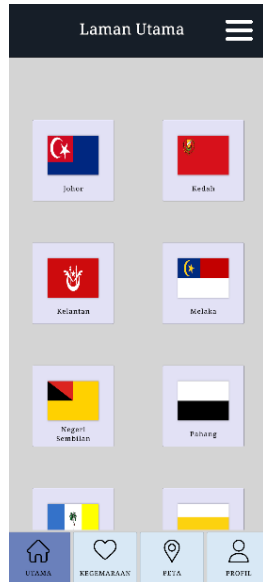 Laman Utama
Johor
Kedah
Kelantan
Melaka
Negeri
Sembilan
Pahang
UTAMA
KEGEMARAAN
PETA
PROFIL